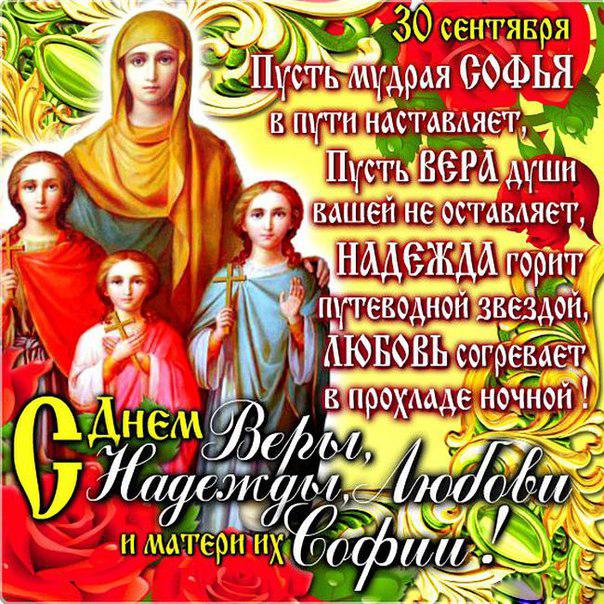 30 сентября
Пусть мудрая СОФЬЯ
в пути наставляет,
Пусть ВЕРА души
вашей не оставляет,
НАДЕЖДА горит
путеводной звездой,
ЛЮБОВЬ согревает
в прохладе ночной!
С Днем Веры,
Надежды, Любови
и матери их Софии!